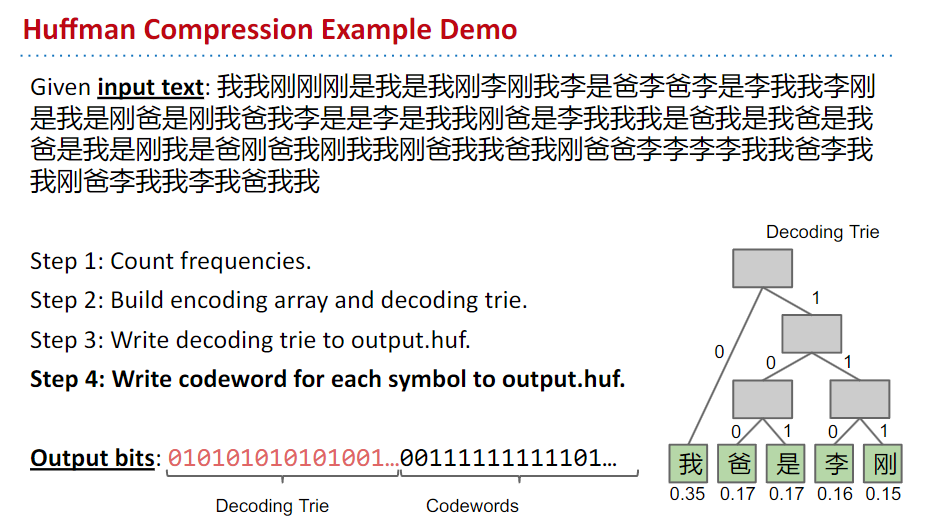 Huffman Compression Example Demo
Given input text: 我我刚刚刚是我是我刚李刚我李是爸李爸李是李我我李刚
是我是刚爸是刚我爸我李是是李是我我刚爸是李我我我是爸我是我爸是我
爸是我是刚我是爸刚爸我刚我我刚爸我我爸我刚爸爸李李李李我我爸李我
我刚爸李我我李我爸我我
Step 1: Count frequencies.
Step 2: Build encoding array and decoding trie.
Step 3: Write decoding trie to output.huf.
Step 4: Write codeword for each symbol to output.huf.
Output bits: 010101010101001…00111111111101…
Decoding Trie
Codewords
Decoding Trie
1
0
0
1
0
1
0
1
我 爸 是 李 刚
0.35 0.17 0.17 0.16 0.15